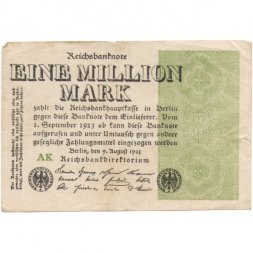 Reichsbanknote
EINE MILLION
MARK
zahlt die Reichsbankhauptkasse in Berlin
gegen diese Banknote dem Einlieferer. Vom
1. September 1923 ab kann diese Banknote
aufgerufen und unter Umtausch gegen andere
gesetzliche Zahlungsmittel eingezogen werden
Berlin, den 9. August 1923
AK Reichsbankdirektorium